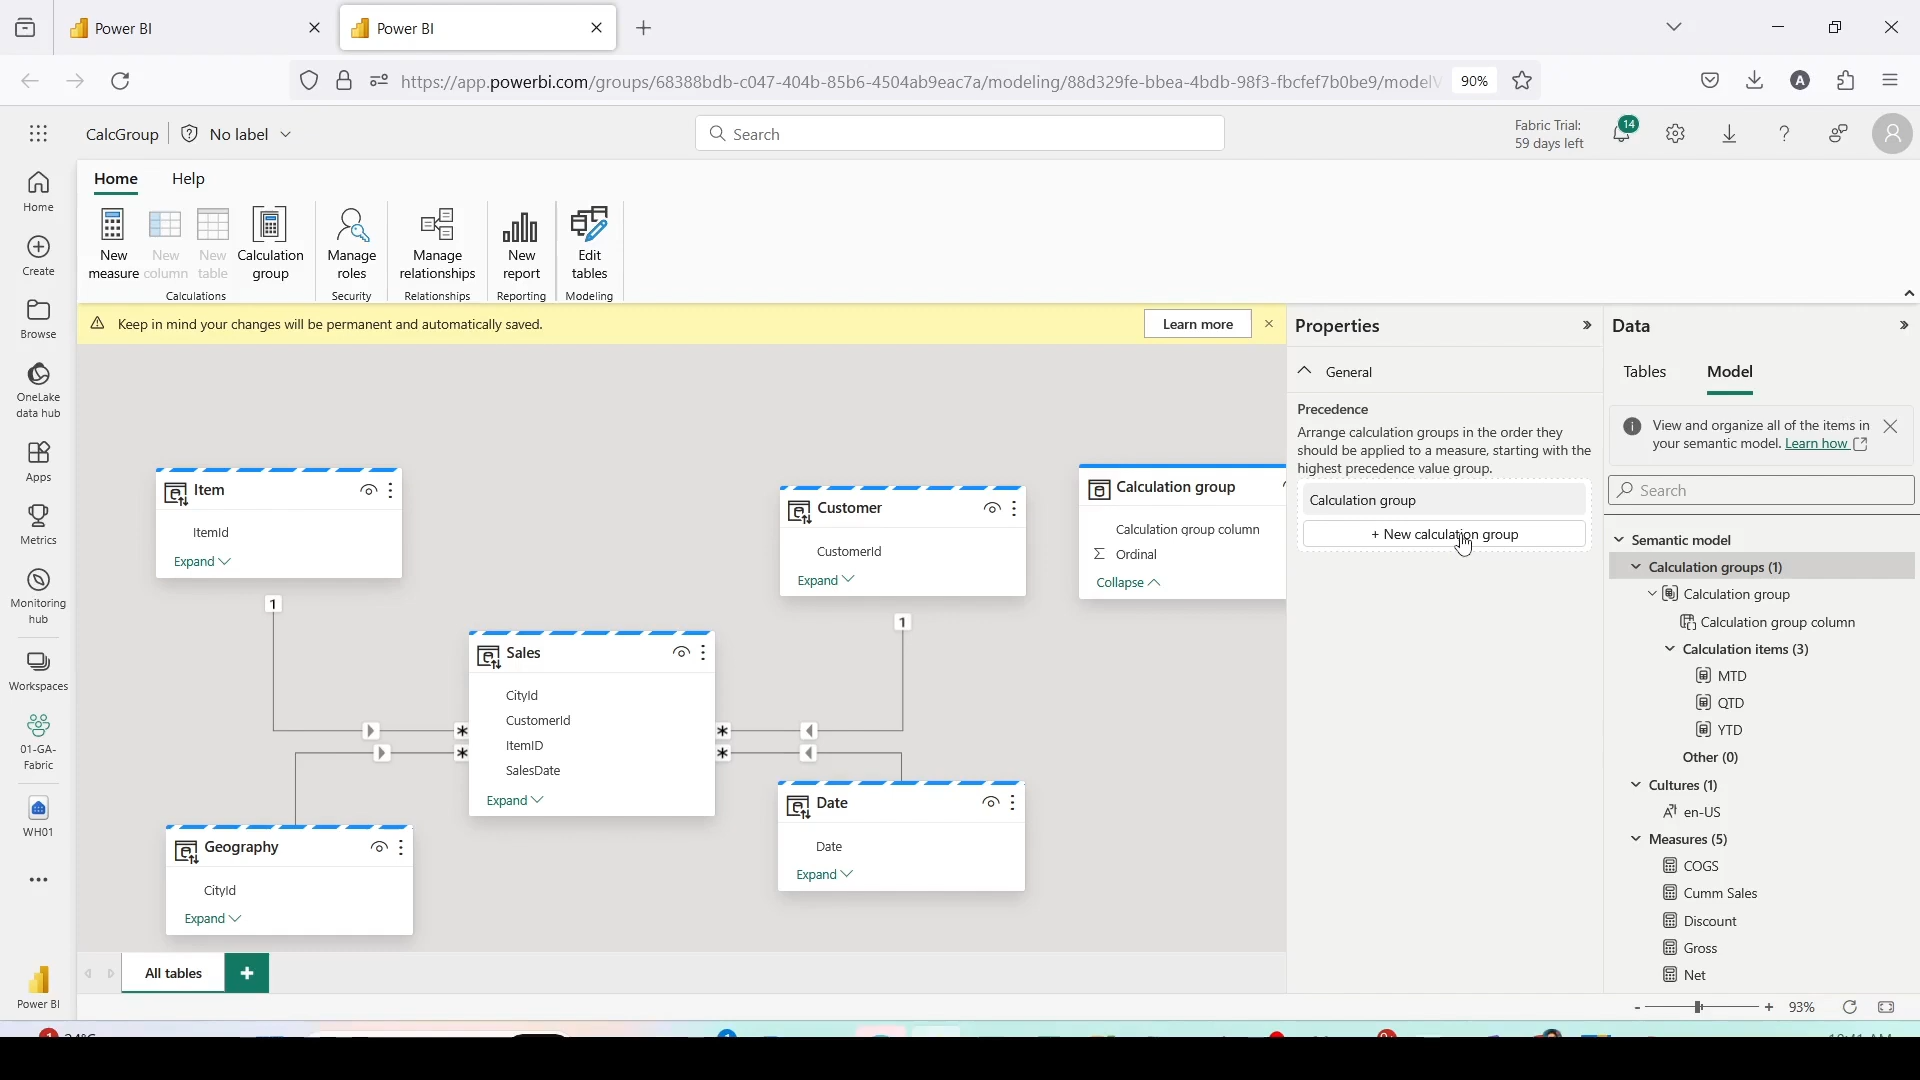 Power BI
Power BI
https://app.powerbi.com/groups/68388bdb-c047-404b-85b6-4504ab9eac7a/modeling/88d329fe-bbea-4bdb-98f3-fbcfef7b0be9/modelV
90%
A
CalcGroup
No label
Search
Fabric Trial:
59 days left
14
Home
Help
Home
Create
Browse
OneLake
data hub
Apps
Metrics
Monitoring
hub
Workspaces
01-GA-
Fabric
WH01
Power BI
New
measure
New
column
New
table
Calculation
group
Calculations
Manage
roles
Security
Manage
relationships
Relationships
New
report
Reporting
Edit
tables
Modeling
Keep in mind your changes will be permanent and automatically saved.
Learn more
Item
ItemId
Expand
1
Customer
CustomerId
Expand
1
Calculation group
Calculation group column
Σ Ordinal
Collapse
Sales
CityId
CustomerId
ItemID
SalesDate
Expand
Geography
CityId
Expand
Date
Date
Expand
All tables
+
Properties
General
Precedence
Arrange calculation groups in the order they
should be applied to a measure, starting with the
highest precedence value group.
Calculation group
+ New calculation group
Data
Tables
Model
View and organize all of the items in
your semantic model. Learn how
Search
Semantic model
Calculation groups (1)
Calculation group
Calculation group column
Calculation items (3)
MTD
QTD
YTD
Other (0)
Cultures (1)
en-US
Measures (5)
COGS
Cumm Sales
Discount
Gross
Net
- + 93%